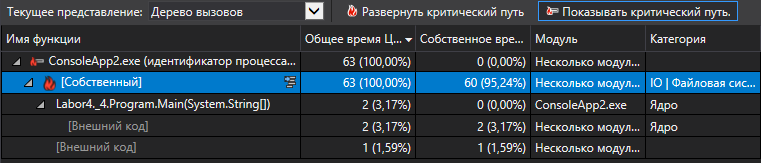 Текущее представление: Дерево вызовов Развернуть критический путь Показывать критический путь.
Имя функции Общее время Ц... Собственное вре... Модуль Категория
ConsoleApp2.exe (идентификатор процесса... 63 (100,00%) 0 (0,00%) Несколько модул...
[Собственный] 63 (100,00%) 60 (95,24%) Несколько модул... IO | Файловая сис...
Labor4._4.Program.Main(System.String[]) 2 (3,17%) 0 (0,00%) ConsoleApp2.exe Ядро
[Внешний код] 2 (3,17%) 2 (3,17%) Несколько модул... Ядро
[Внешний код] 1 (1,59%) 1 (1,59%) Несколько модул...